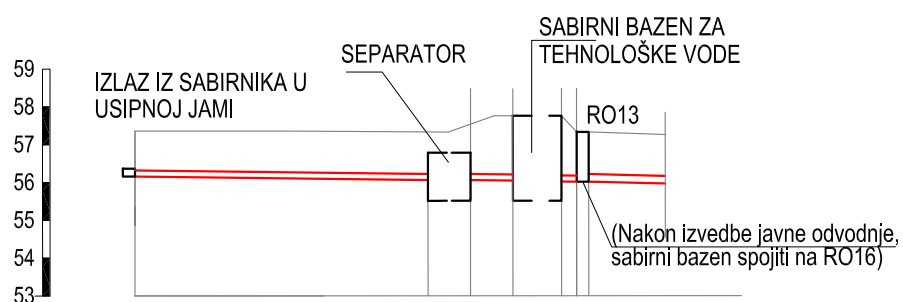 SABIRNI BAZEN ZA
TEHNOLOŠKE VODE
SEPARATOR
IZLAZ IZ SABIRNIKA U
USIPNOJ JAMI
RO13
59
58
57
56
55
54
53
(Nakon izvedbe javne odvodnje,
sabirni bazen spojiti na RO16)